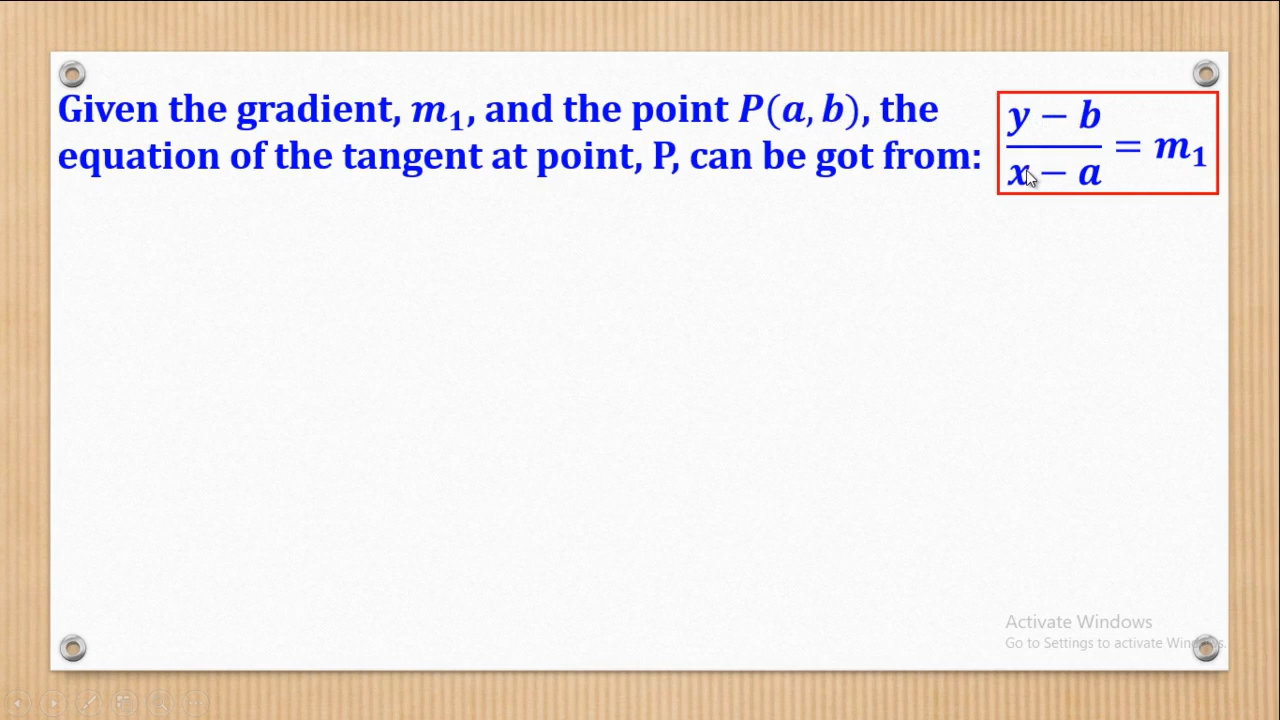 Given the gradient, m₁, and the point P(a, b), the
equation of the tangent at point, P, can be got from:
y − b
x − a
= m₁
Activate Windows
Go to Settings to activate Windows.